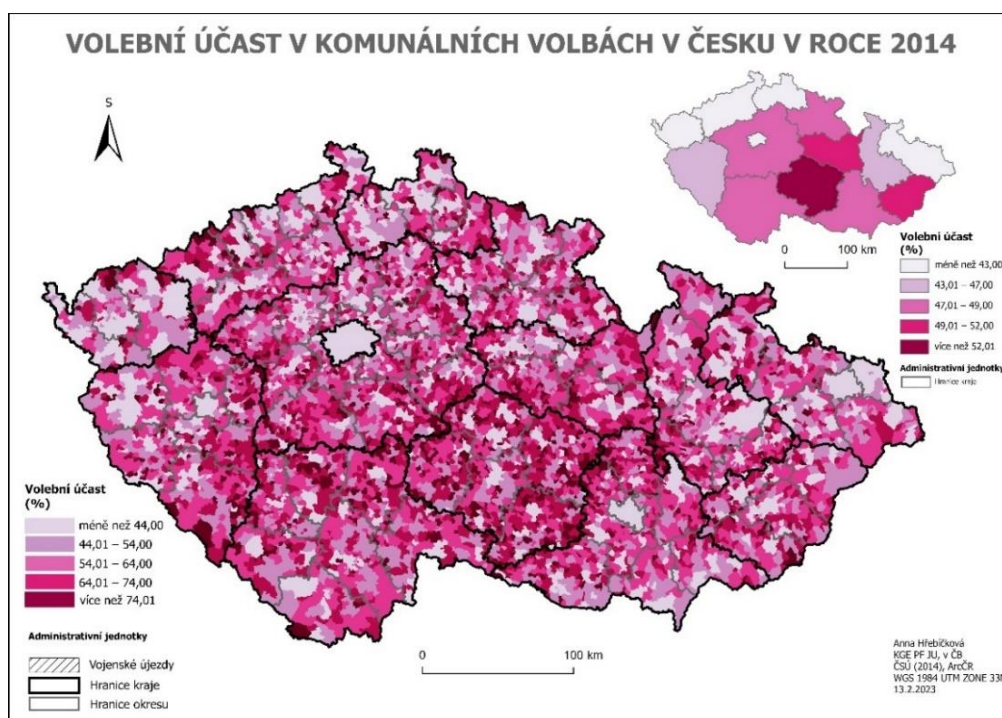 VOLEBNÍ ÚČAST V KOMUNÁLNÍCH VOLBÁCH V ČESKU V ROCE 2014
S
0 100 km
Volební účast
(%)
méně než 43,00
43,01 – 47,00
47,01 – 49,00
49,01 – 52,00
více než 52,01
Administrativní jednotky
Hranice kraje
Volební účast
(%)
méně než 44,00
44,01 – 54,00
54,01 – 64,00
64,01 – 74,00
více než 74,01
Administrativní jednotky
Vojenské újezdy
Hranice kraje
Hranice okresu
0 100 km
Anna Hřebíčková
KGE PF JU, v ČB
ČSÚ (2014), ArcČR
WGS 1984 UTM ZONE 33N
13.2.2023